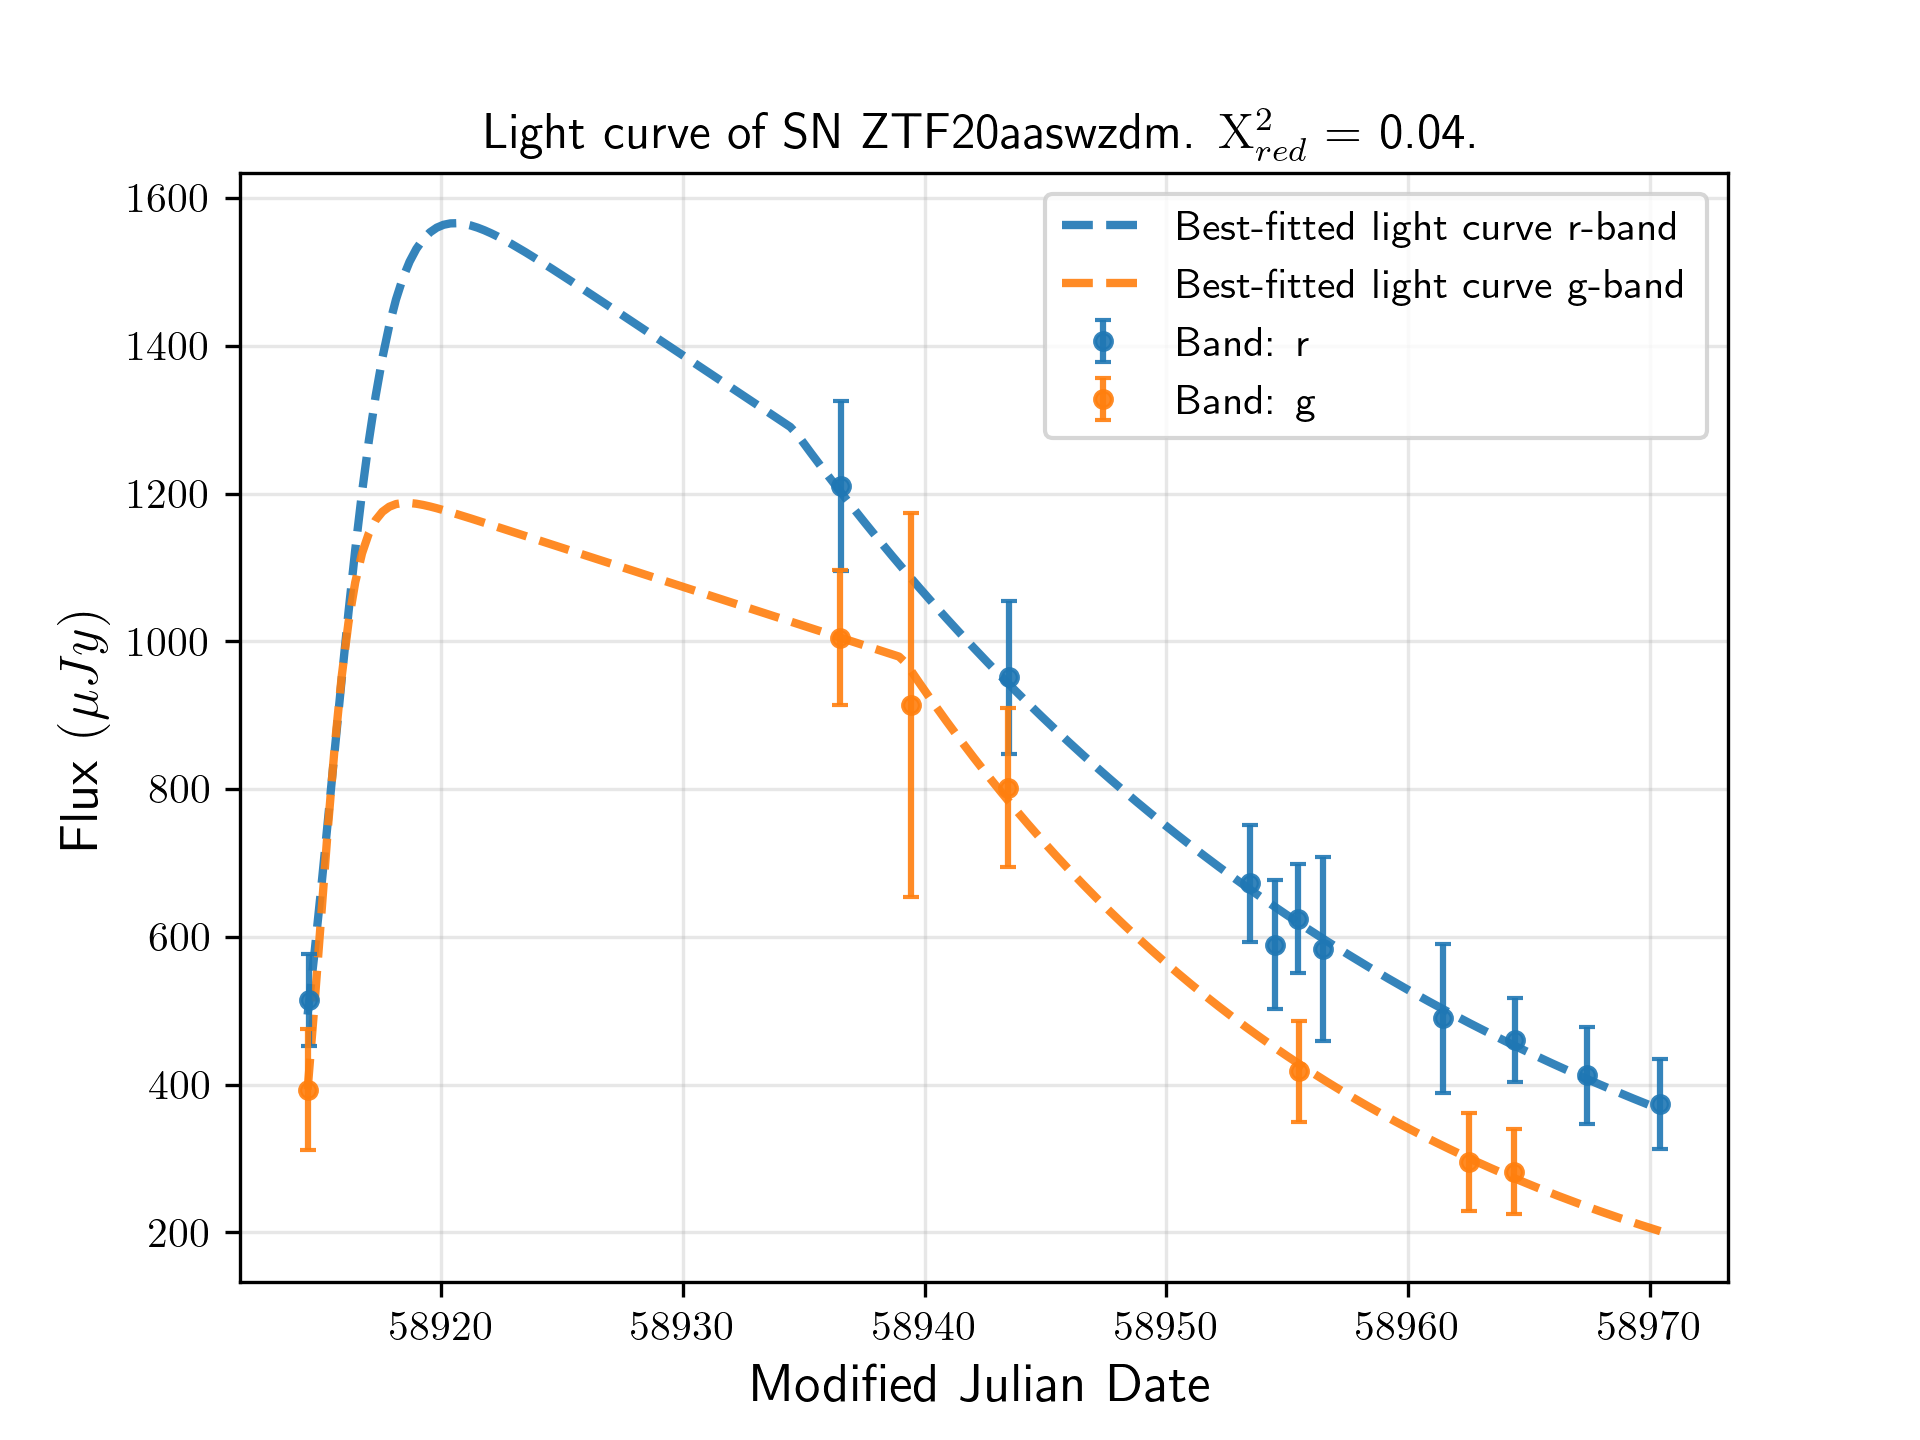 Light curve of SN ZTF20aaswzdm. X²_red = 0.04.
1600
1400
1200
1000
800
600
400
200
Flux (μJy)
Best-fitted light curve r-band
Best-fitted light curve g-band
Band: r
Band: g
58920 58930 58940 58950 58960 58970
Modified Julian Date